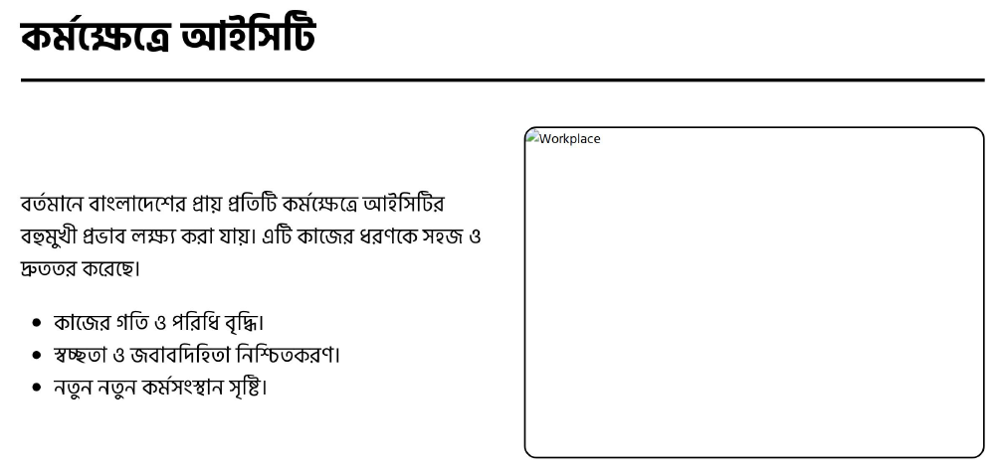 কর্মক্ষেত্রে আইসিটি
বর্তমানে বাংলাদেশের প্রায় প্রতিটি কর্মক্ষেত্রে আইসিটির
বহুমুখী প্রভাব লক্ষ্য করা যায়। এটি কাজের ধরণকে সহজ ও
দ্রুততর করেছে।
• কাজের গতি ও পরিধি বৃদ্ধি।
• স্বচ্ছতা ও জবাবদিহিতা নিশ্চিতকরণ।
• নতুন নতুন কর্মসংস্থান সৃষ্টি।
Workplace